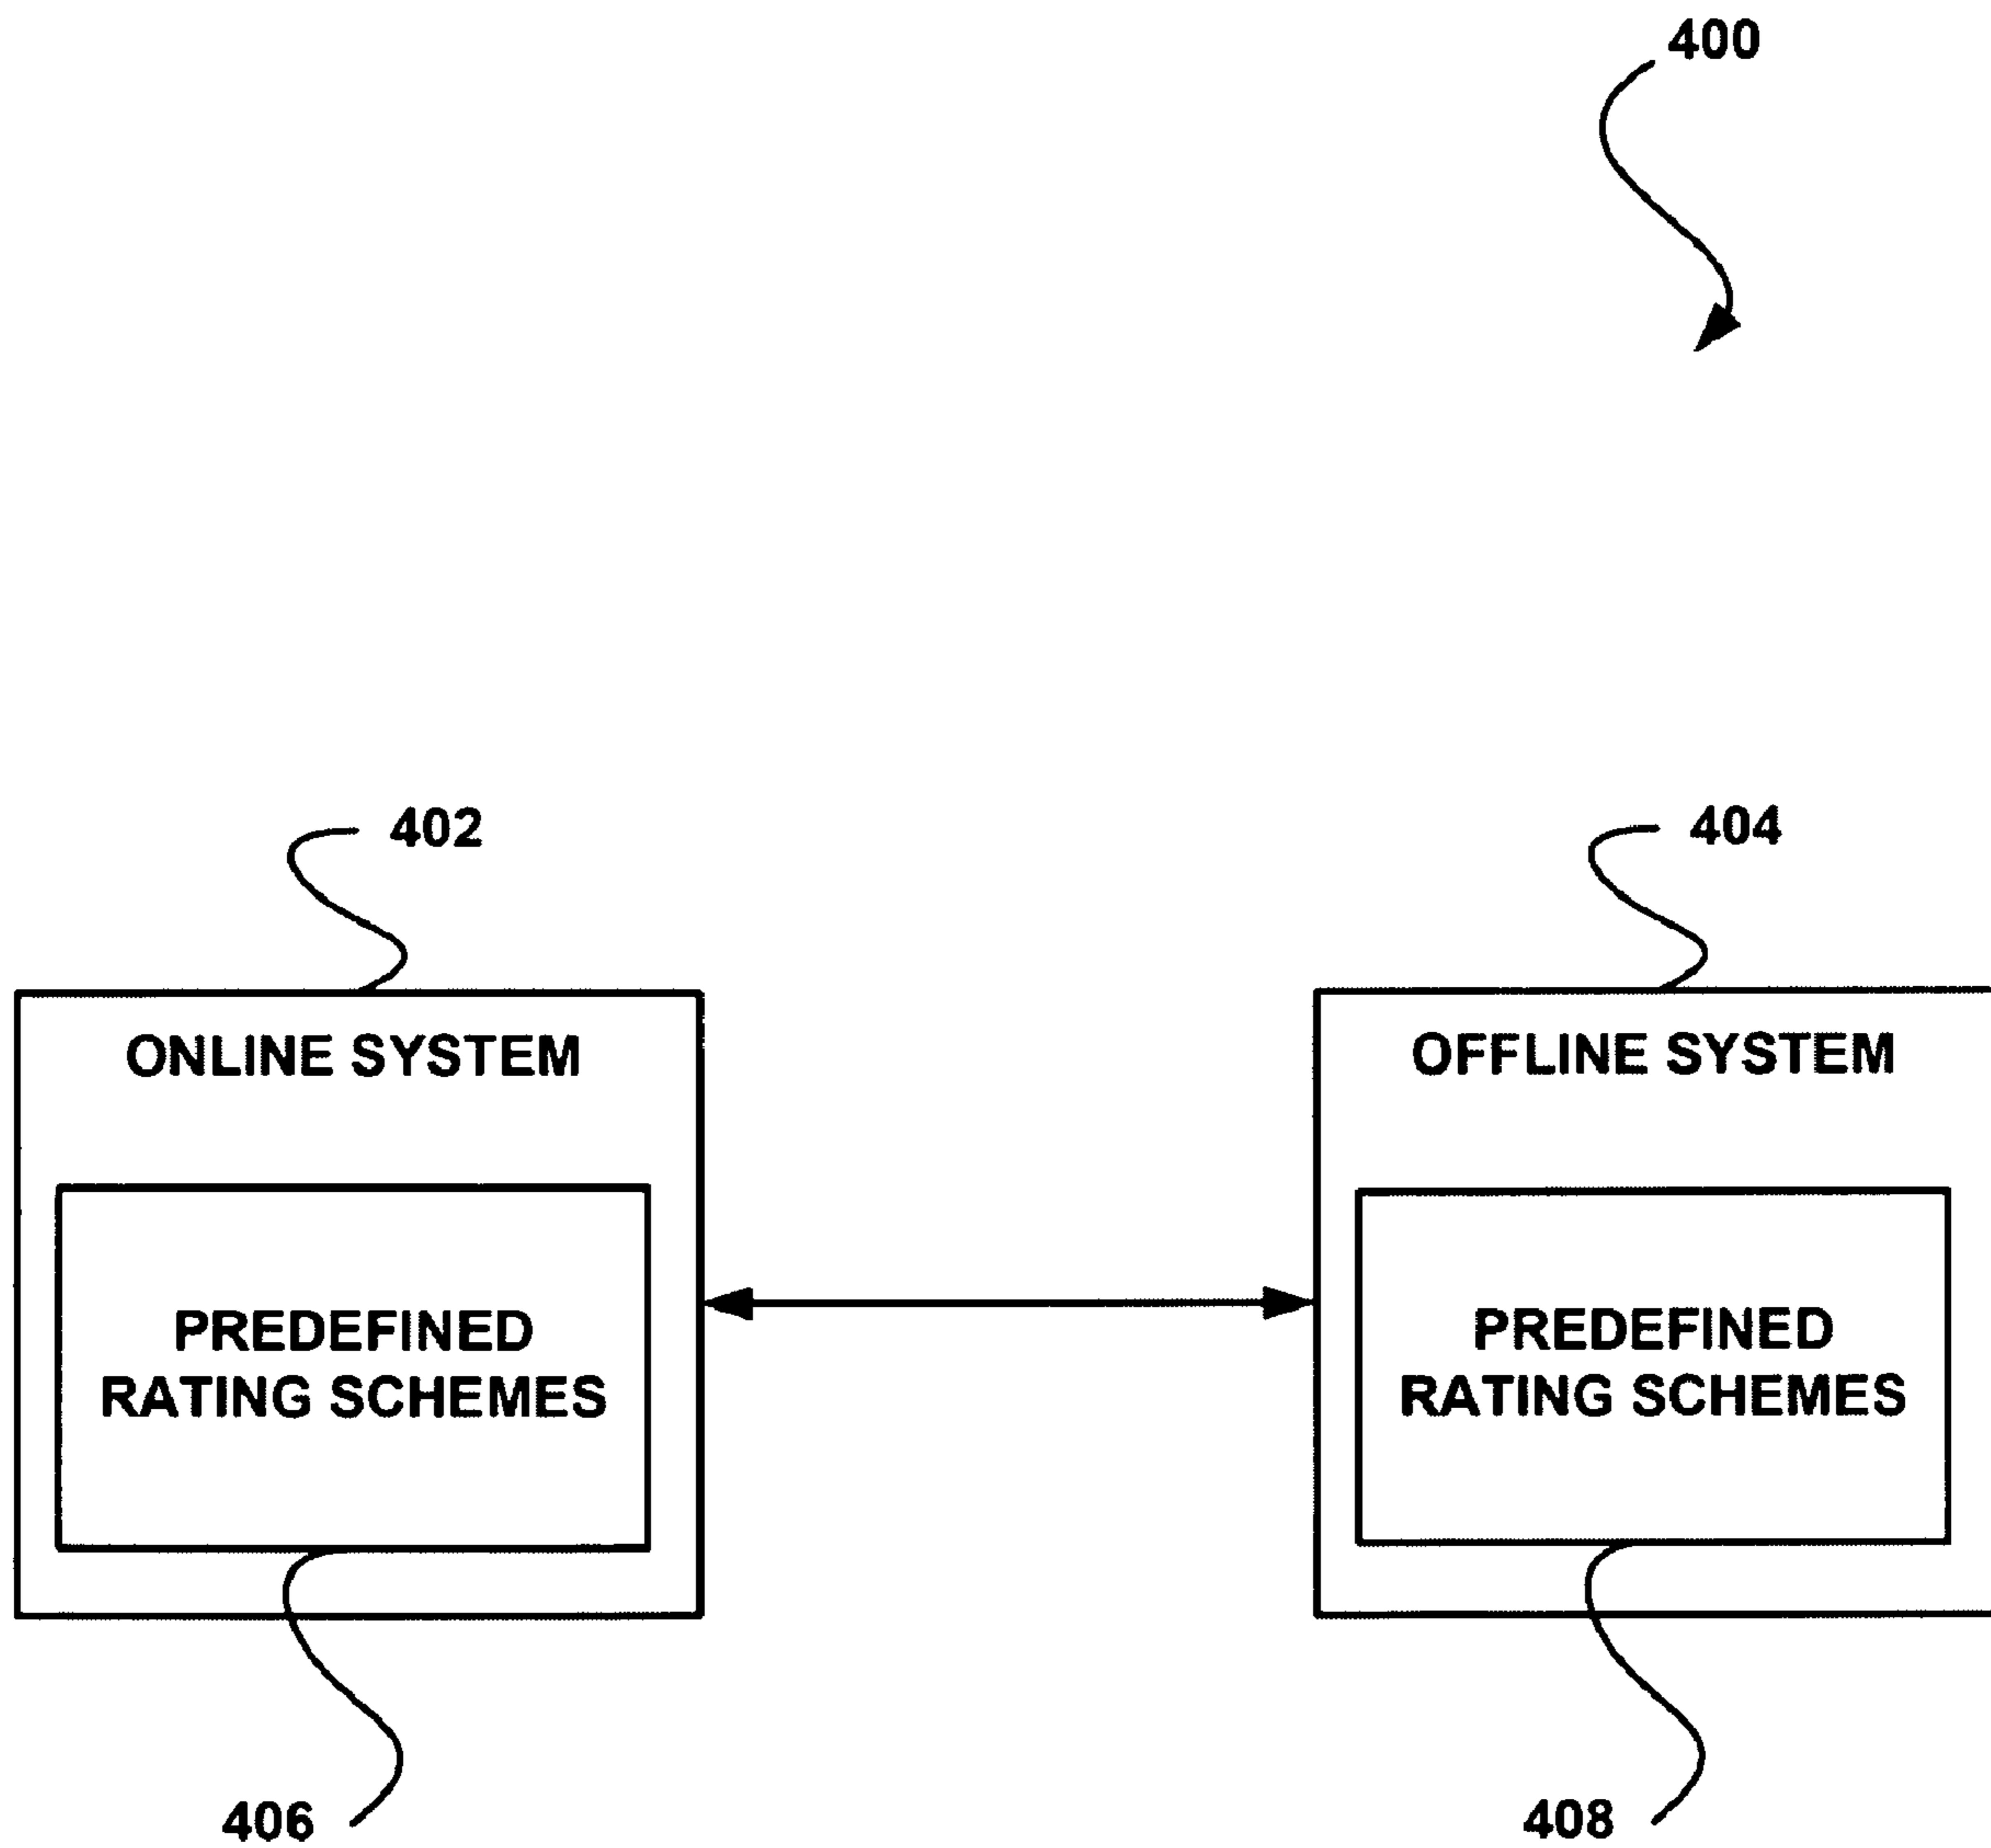 400
402
404
ONLINE SYSTEM
OFFLINE SYSTEM
PREDEFINED
RATING SCHEMES
PREDEFINED
RATING SCHEMES
406
408